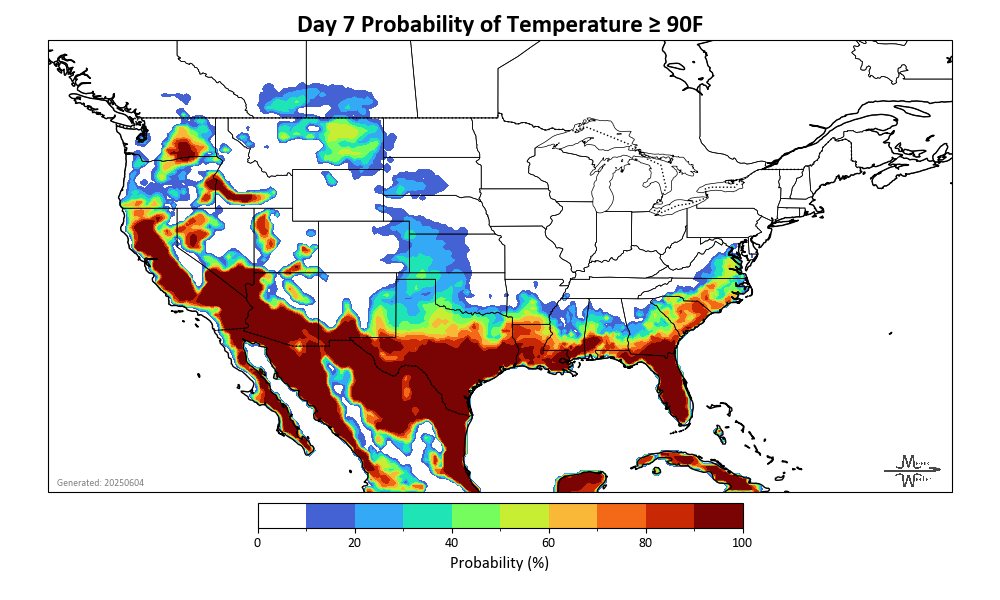 Day 7 Probability of Temperature ≥ 90F
Generated: 20250604
0 20 40 60 80 100
Probability (%)